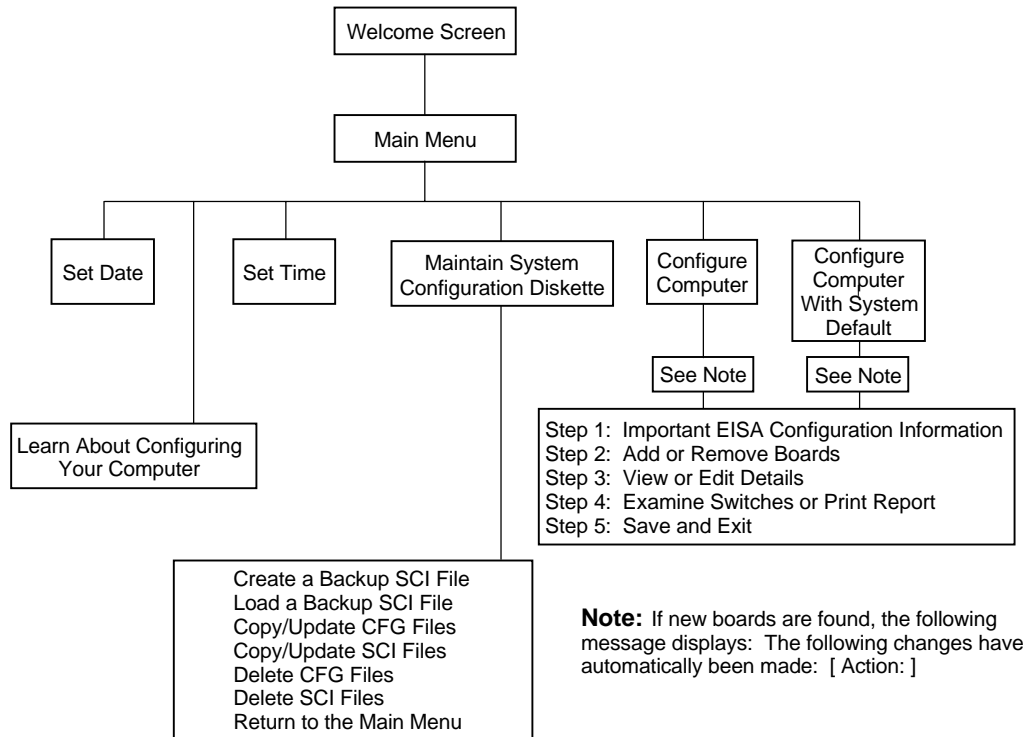 Welcome Screen
Main Menu
Set Date
Set Time
Maintain System
Configuration Diskette
Configure
Computer
Configure
Computer
With System
Default
See Note
See Note
Learn About Configuring
Your Computer
Step 1: Important EISA Configuration Information
Step 2: Add or Remove Boards
Step 3: View or Edit Details
Step 4: Examine Switches or Print Report
Step 5: Save and Exit
Create a Backup SCI File
Load a Backup SCI File
Copy/Update CFG Files
Copy/Update SCI Files
Delete CFG Files
Delete SCI Files
Return to the Main Menu
Note: If new boards are found, the following
message displays: The following changes have
automatically been made: [ Action: ]